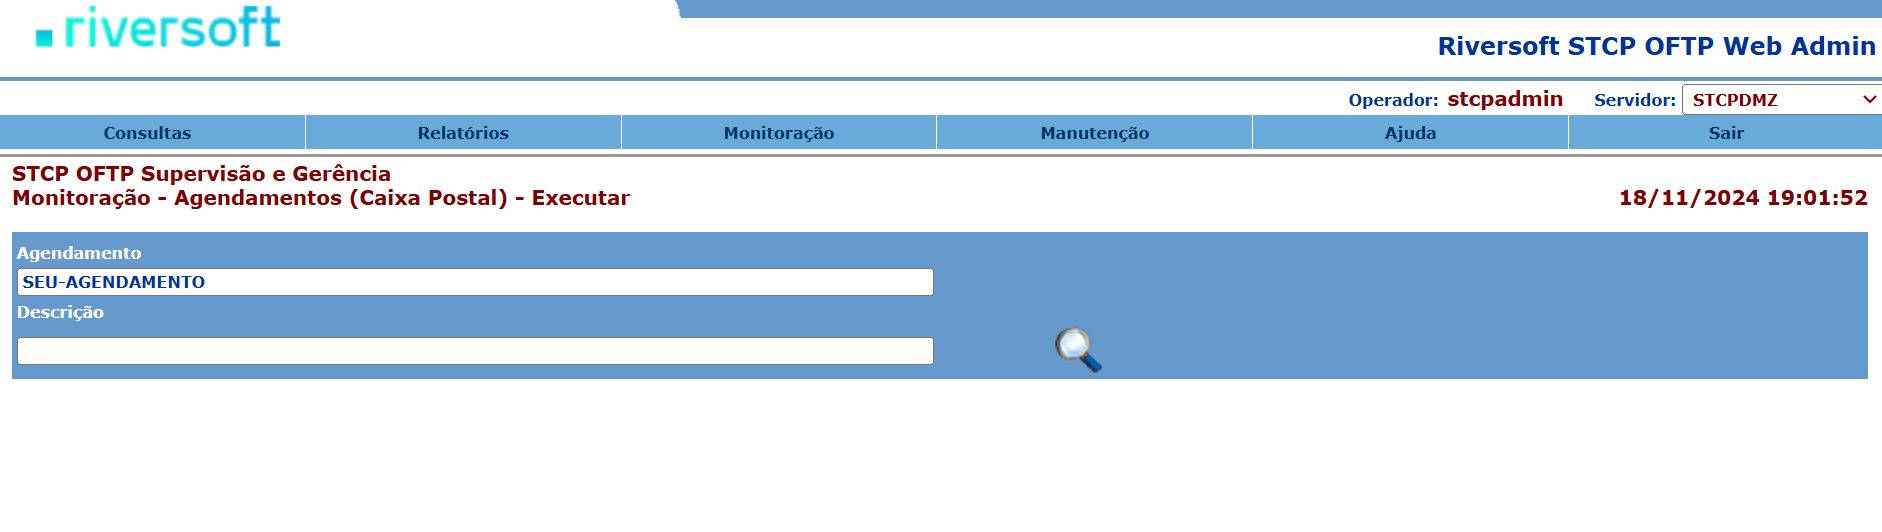 riversoft
Riversoft STCP OFTP Web Admin
Operador: stcpadmin Servidor: STCPDMZ
Consultas Relatórios Monitoração Manutenção Ajuda Sair
STCP OFTP Supervisão e Gerência
Monitoração - Agendamentos (Caixa Postal) - Executar 18/11/2024 19:01:52
Agendamento
SEU-AGENDAMENTO
Descrição